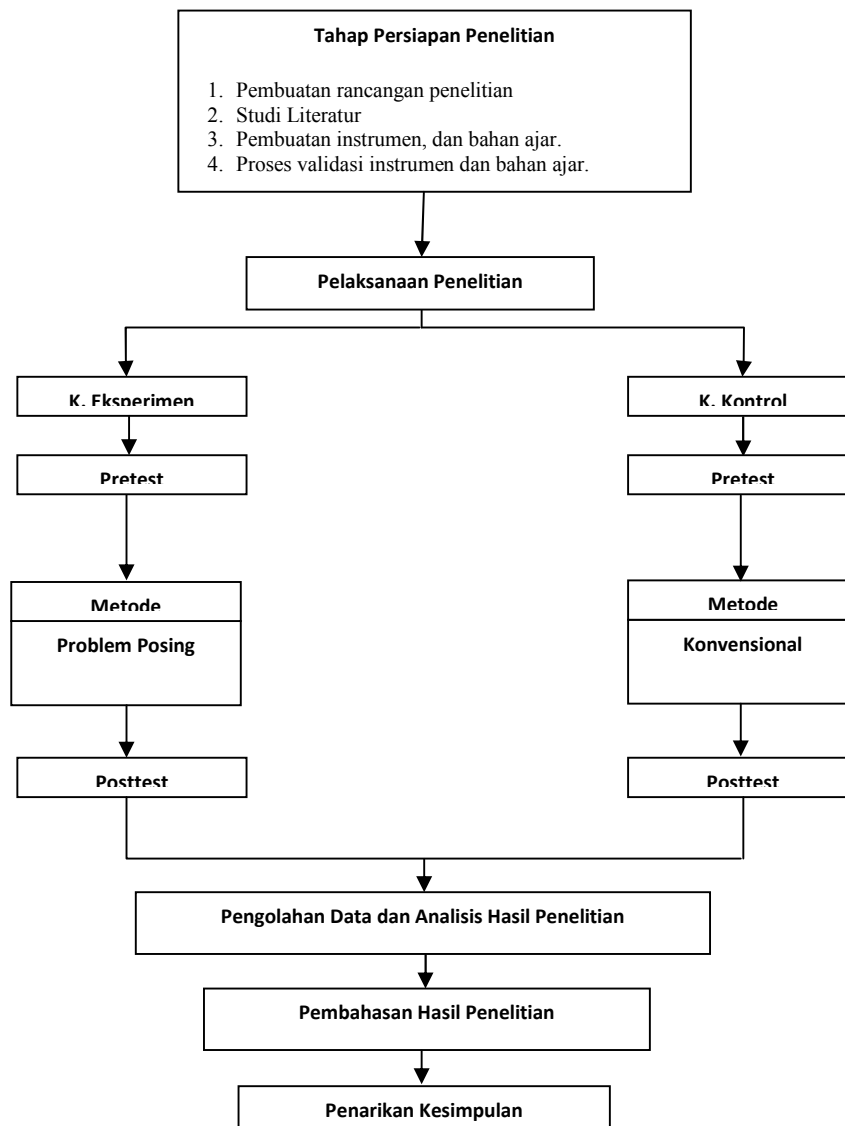 Tahap Persiapan Penelitian
1. Pembuatan rancangan penelitian
2. Studi Literatur
3. Pembuatan instrumen, dan bahan ajar.
4. Proses validasi instrumen dan bahan ajar.
Pelaksanaan Penelitian
K. Eksperimen
K. Kontrol
Pretest
Pretest
Metode
Metode
Problem Posing
Konvensional
Posttest
Posttest
Pengolahan Data dan Analisis Hasil Penelitian
Pembahasan Hasil Penelitian
Penarikan Kesimpulan